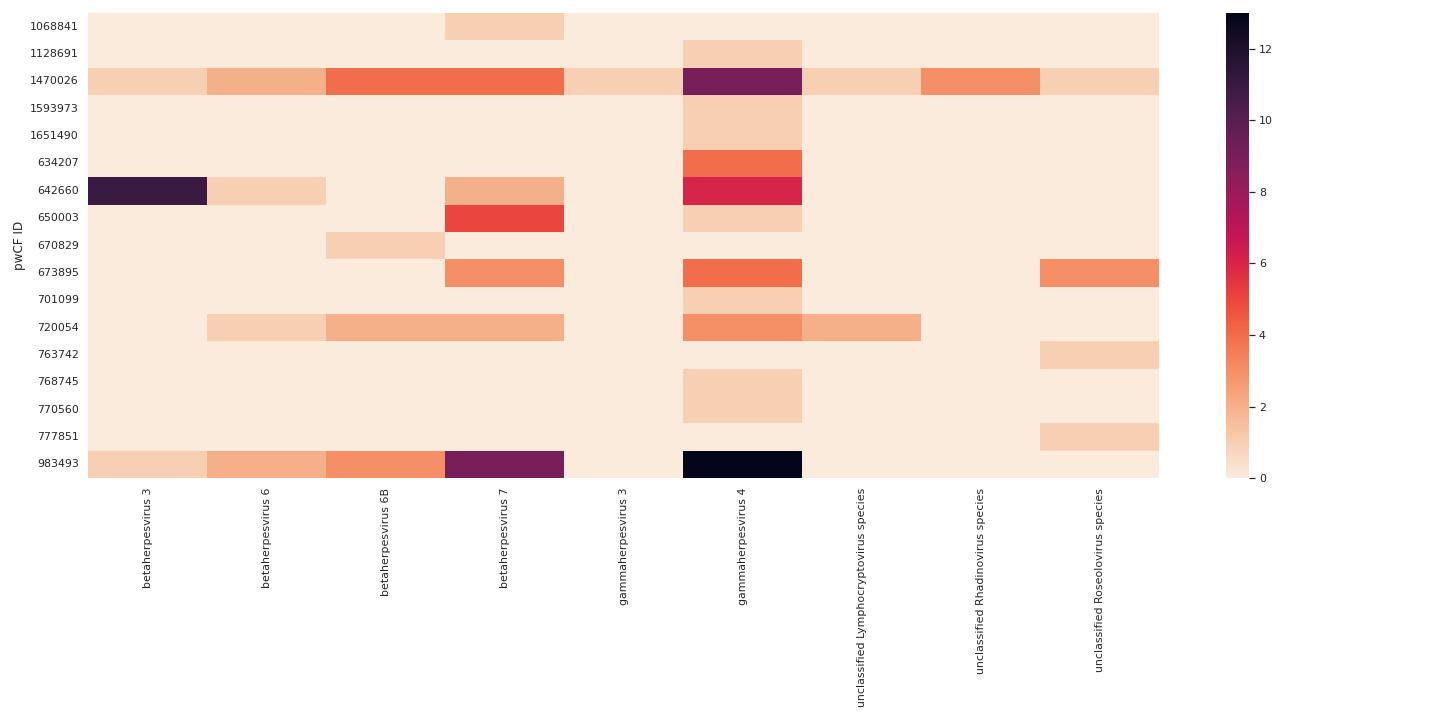 pwCF ID
1068841
1128691
1470026
1593973
1651490
634207
642660
650003
670829
673895
701099
720054
763742
768745
770560
777851
983493
betaherpesvirus 3
betaherpesvirus 6
betaherpesvirus 6B
betaherpesvirus 7
gammaherpesvirus 3
gammaherpesvirus 4
unclassified Lymphocryptovirus species
unclassified Rhadinovirus species
unclassified Roseolovirus species
12
10
8
6
4
2
0